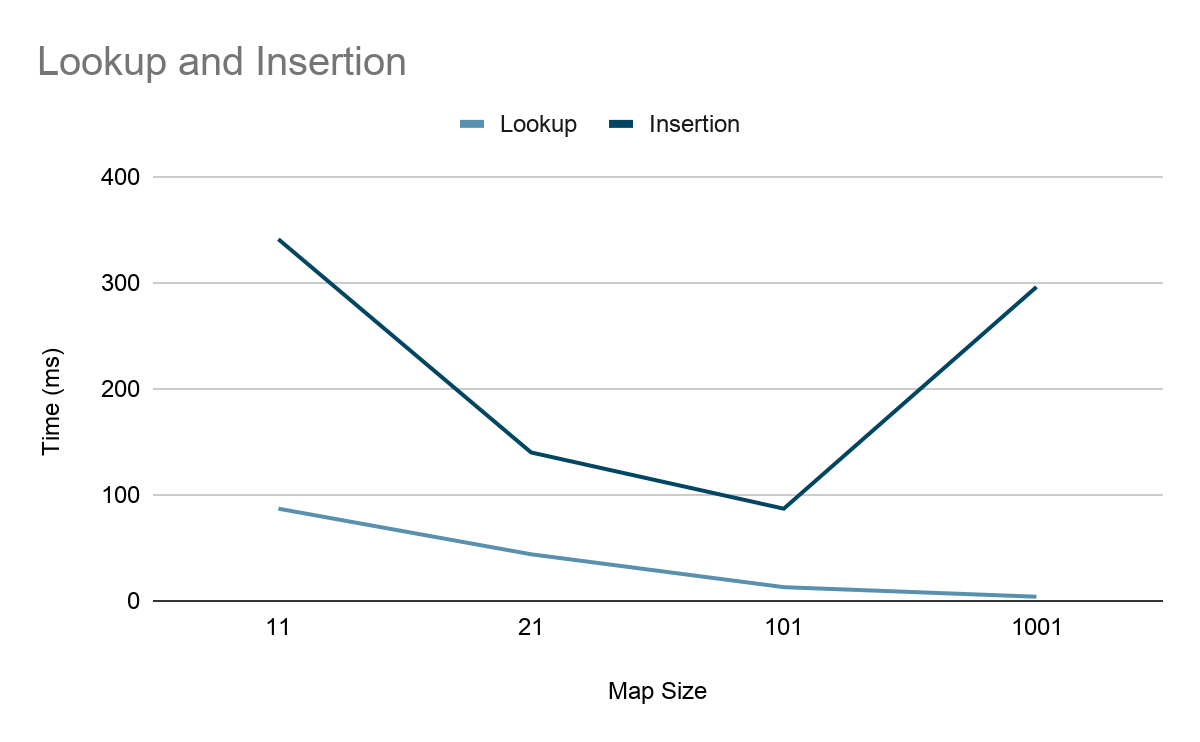 Lookup and Insertion
Lookup Insertion
400
300
200
100
0
Time (ms)
11 21 101 1001
Map Size